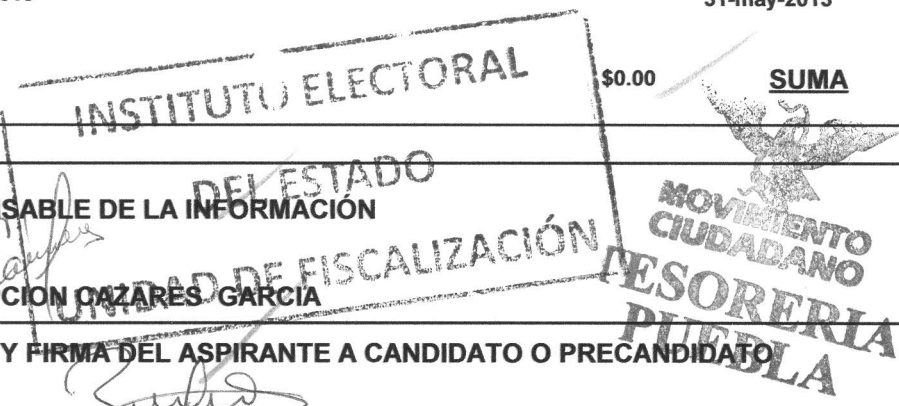 31-may-2013
$0.00 SUMA
INSTITUTO ELECTORAL
DEL ESTADO
UNIDAD DE FISCALIZACIÓN
MOVIMIENTO
CIUDADANO
TESORERIA
PUEBLA
SABLE DE LA INFORMACIÓN
CION CAZARES GARCIA
Y FIRMA DEL ASPIRANTE A CANDIDATO O PRECANDIDATO